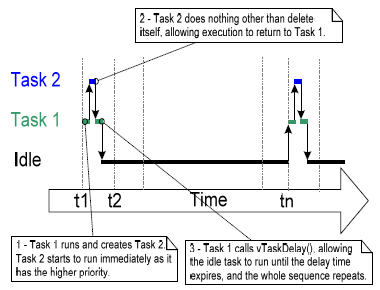 2 - Task 2 does nothing other than delete
itself, allowing execution to return to Task 1.
Task 2
Task 1
Idle
t1
t2
Time
tn
1 - Task 1 runs and creates Task 2.
Task 2 starts to run immediately as it
has the higher priority.
3 - Task 1 calls vTaskDelay(), allowing
the idle task to run until the delay time
expires, and the whole sequence repeats.